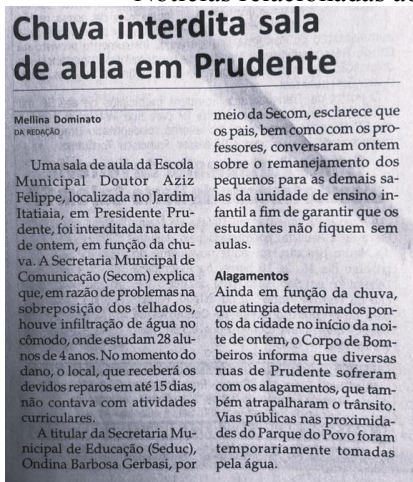 Chuva interdita sala
de aula em Prudente
Mellina Dominato
DA REDAÇÃO
Uma sala de aula da Escola
Municipal Doutor Aziz
Felippe, localizada no Jardim
Itatiaia, em Presidente Pru-
dente, foi interditada na tarde
de ontem, em função da chu-
va. A Secretaria Municipal de
Comunicação (Secom) explica
que, em razão de problemas na
sobreposição dos telhados,
houve infiltração de água no
cômodo, onde estudam 28 alu-
nos de 4 anos. No momento do
dano, o local, que receberá os
devidos reparos em até 15 dias,
não contava com atividades
curriculares.
A titular da Secretaria Mu-
nicipal de Educação (Seduc),
Ondina Barbosa Gerbasi, por
meio da Secom, esclarece que
os pais, bem como com os pro-
fessores, conversaram ontem
sobre o remanejamento dos
pequenos para as demais sa-
las da unidade de ensino in-
fantil a fim de garantir que os
estudantes não fiquem sem
aulas.
Alagamentos
Ainda em função da chuva,
que atingia determinados pon-
tos da cidade no início da noi-
te de ontem, o Corpo de Bom-
beiros informa que diversas
ruas de Prudente sofreram
com os alagamentos, que tam-
bém atrapalharam o trânsito.
Vias públicas nas proximida-
des do Parque do Povo foram
temporariamente tomadas
pela água.